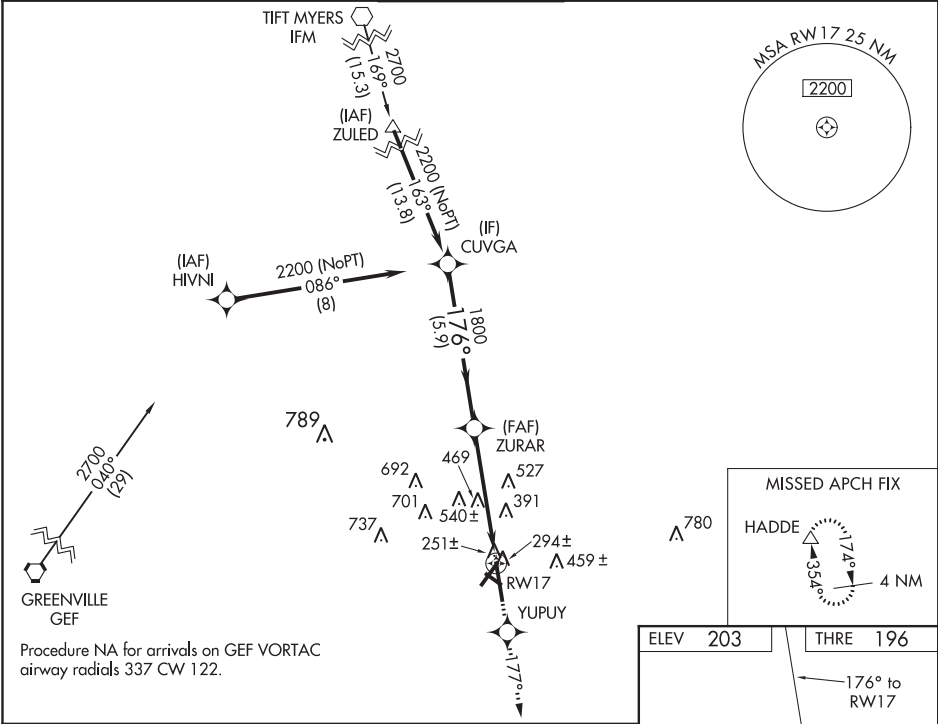 TIFT MYERS
IFM
2700
169°
(15.3)
(IAF)
ZULED
2200 (NoPT)
163°
(13.8)
MSA RW17 25 NM
2200
(IF)
CUVGA
(IAF)
HIVNI
2200 (NoPT)
086°
(8)
1800
176°
(5.9)
2700
040°
(29)
789
(FAF)
ZURAR
469
692
527
701
540±
391
737
251±
294±
459 ±
780
RW17
YUPUY
177°
GREENVILLE
GEF
Procedure NA for arrivals on GEF VORTAC
airway radials 337 CW 122.
MISSED APCH FIX
HADDE
174°
354°
4 NM
ELEV 203
THRE 196
176° to
RW17